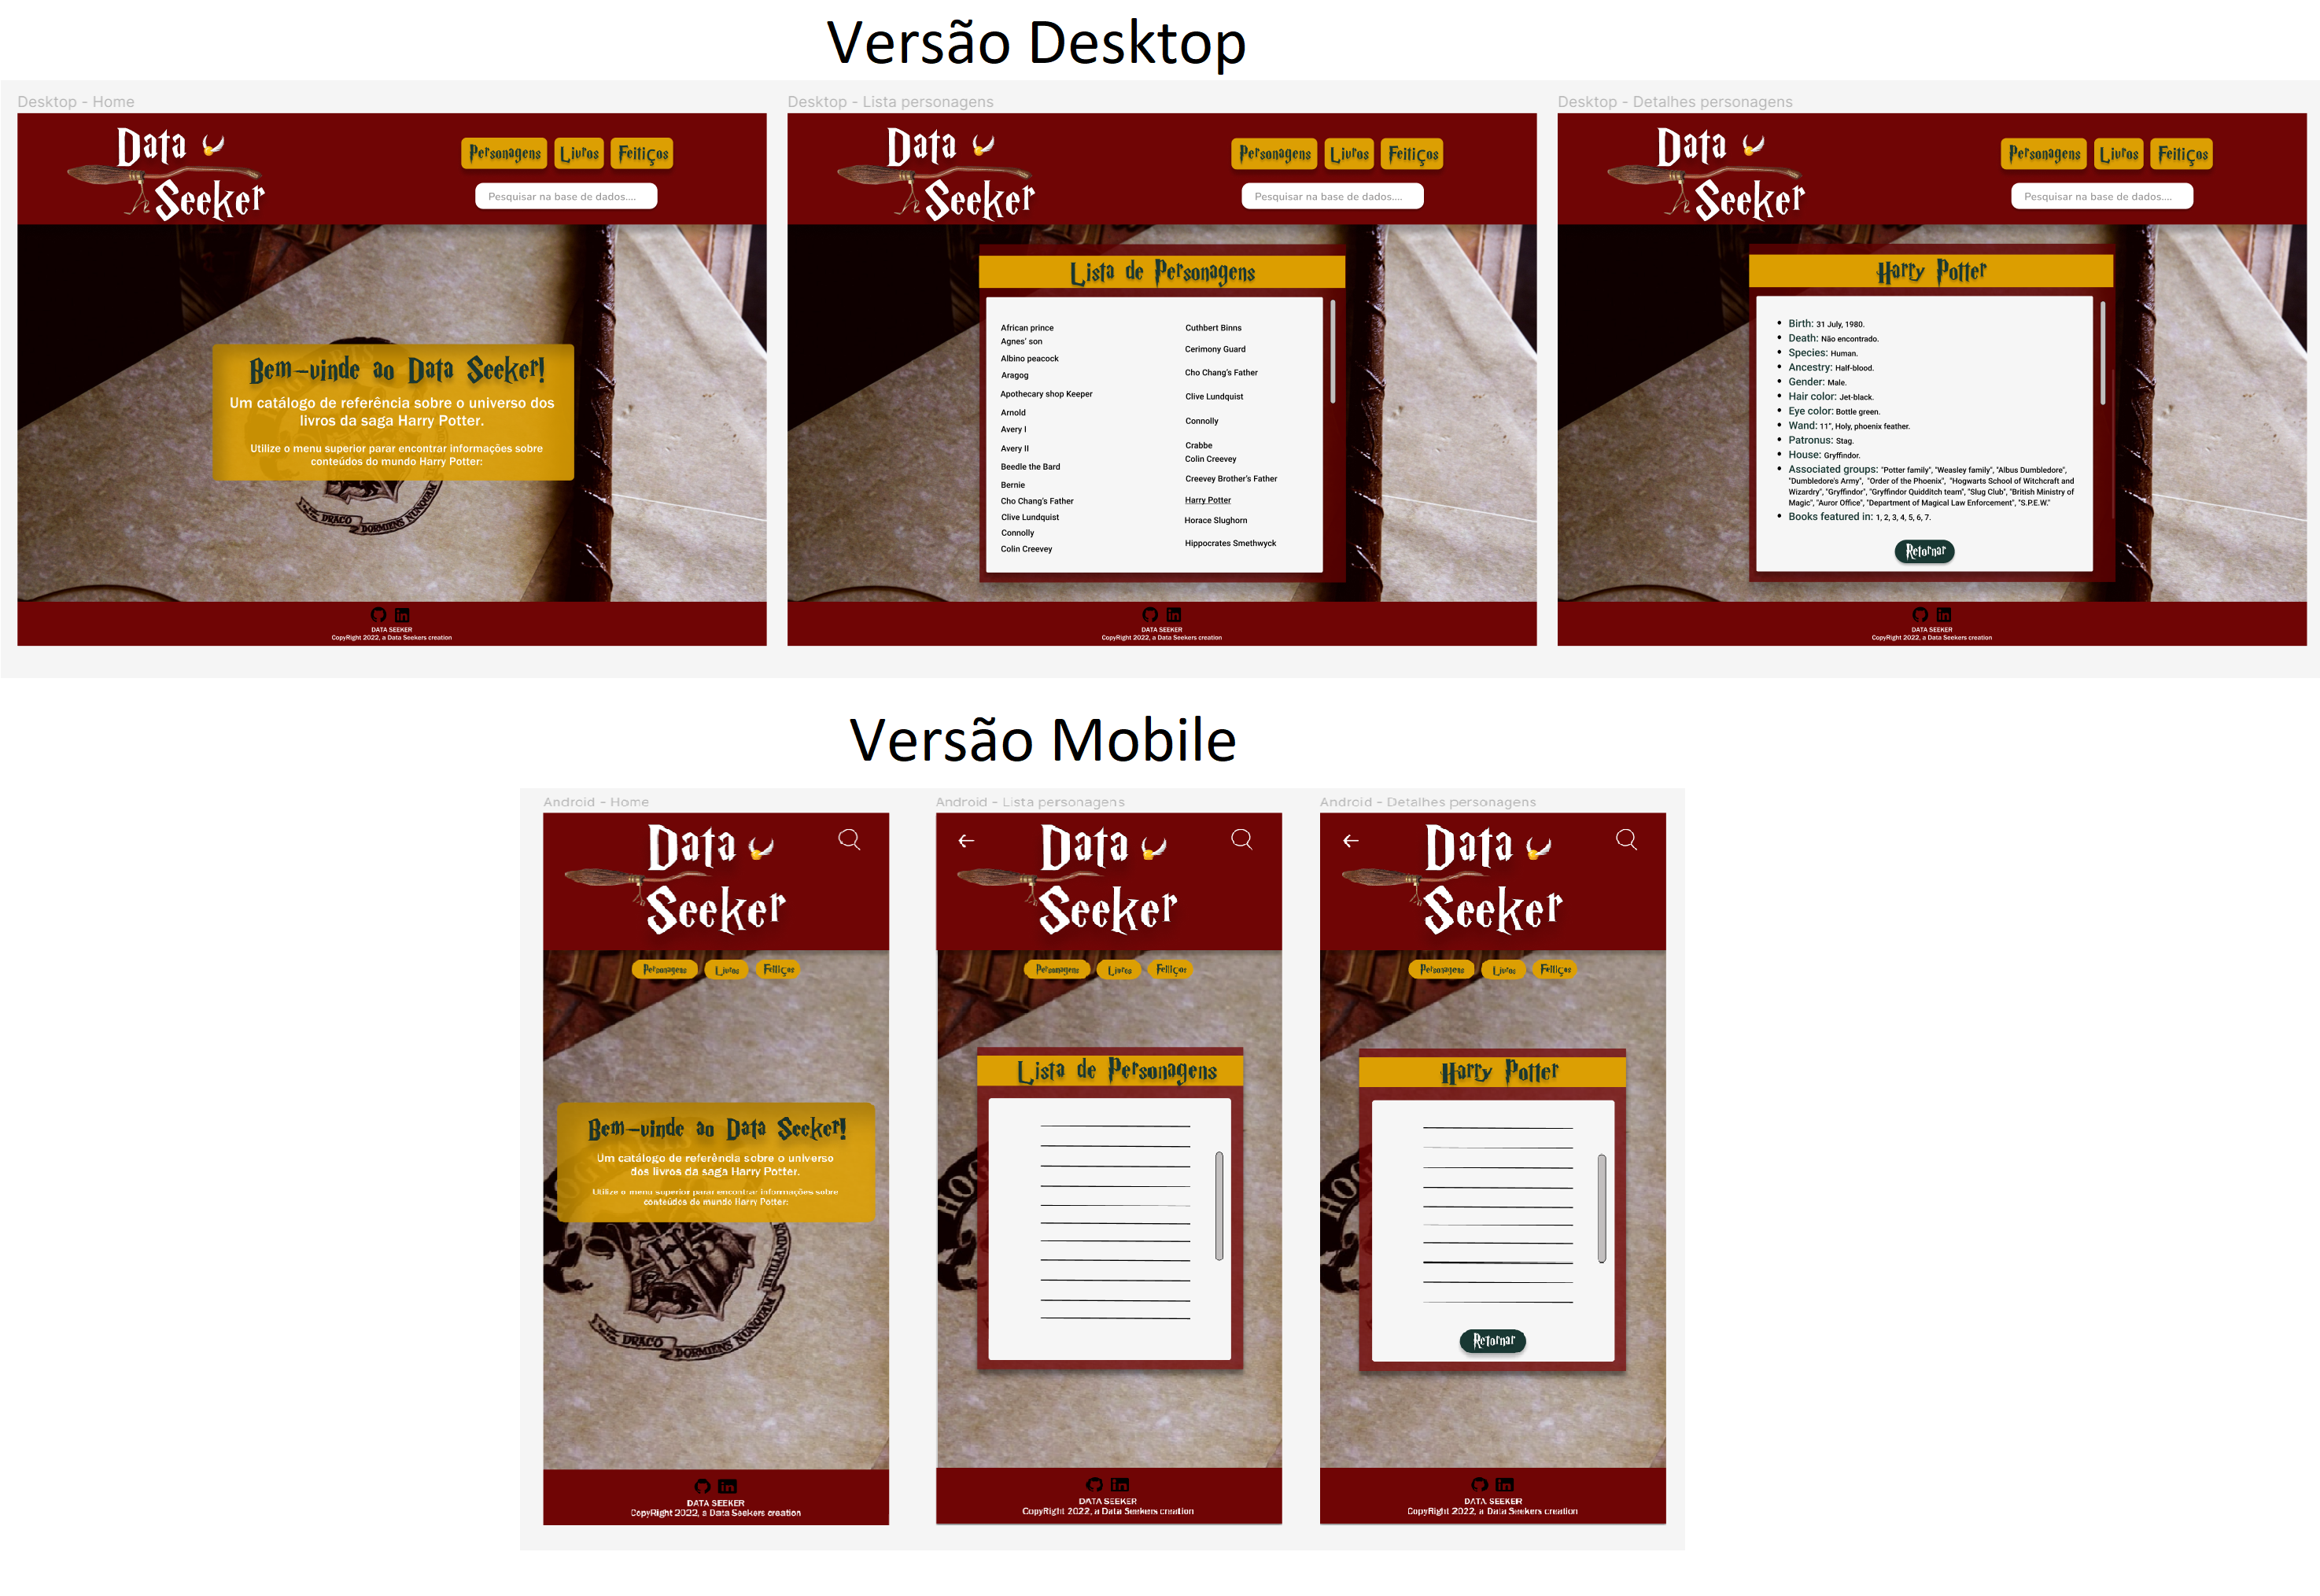 Versão Desktop
Desktop - Home
Data
Seeker
Personagens Livros Feitiços
Pesquisar na base de dados....
Bem-vinde ao Data Seeker!
Um catálogo de referência sobre o universo dos
livros da saga Harry Potter.
Utilize o menu superior parar encontrar informações sobre
conteúdos do mundo Harry Potter:
DRACO DORMIENS NUNQUAM
DATA SEEKER
CopyRight 2022, a Data Seekers creation
Desktop - Lista personagens
Data
Seeker
Personagens Livros Feitiços
Pesquisar na base de dados....
Lista de Personagens
African prince
Agnes' son
Albino peacock
Aragog
Apothecary shop Keeper
Arnold
Avery I
Avery II
Beedle the Bard
Bernie
Cho Chang's Father
Clive Lundquist
Connolly
Colin Creevey
Cuthbert Binns
Cerimony Guard
Cho Chang's Father
Clive Lundquist
Connolly
Crabbe
Colin Creevey
Creevey Brother's Father
Harry Potter
Horace Slughorn
Hippocrates Smethwyck
DATA SEEKER
CopyRight 2022, a Data Seekers creation
Desktop - Detalhes personagens
Data
Seeker
Personagens Livros Feitiços
Pesquisar na base de dados....
Harry Potter
• Birth: 31 July, 1980.
• Death: Não encontrado.
• Species: Human.
• Ancestry: Half-blood.
• Gender: Male.
• Hair color: Jet-black.
• Eye color: Bottle green.
• Wand: 11", Holy, phoenix feather.
• Patronus: Stag.
• House: Gryffindor.
• Associated groups: "Potter family", "Weasley family", "Albus Dumbledore",
"Dumbledore's Army", "Order of the Phoenix", "Hogwarts School of Witchcraft and
Wizardry", "Gryffindor", "Gryffindor Quidditch team", "Slug Club", "British Ministry of
Magic", "Auror Office", "Department of Magical Law Enforcement", "S.P.E.W."
• Books featured in: 1, 2, 3, 4, 5, 6, 7.
Retornar
DATA SEEKER
CopyRight 2022, a Data Seekers creation
Versão Mobile
Android - Home
Data
Seeker
Personagens Livros Feitiços
Bem-vinde ao Data Seeker!
Um catálogo de referência sobre o universo
dos livros da saga Harry Potter.
Utilize o menu superior parar encontrar informações sobre
conteúdos do mundo Harry Potter:
DRACO DORMIENS NUNQUAM TITILLANDUS
DATA SEEKER
CopyRight 2022, a Data Seekers creation
Android - Lista personagens
Data
Seeker
Personagens Livros Feitiços
Lista de Personagens
DATA SEEKER
CopyRight 2022, a Data Seekers creation
Android - Detalhes personagens
Data
Seeker
Personagens Livros Feitiços
Harry Potter
Retornar
DATA SEEKER
CopyRight 2022, a Data Seekers creation